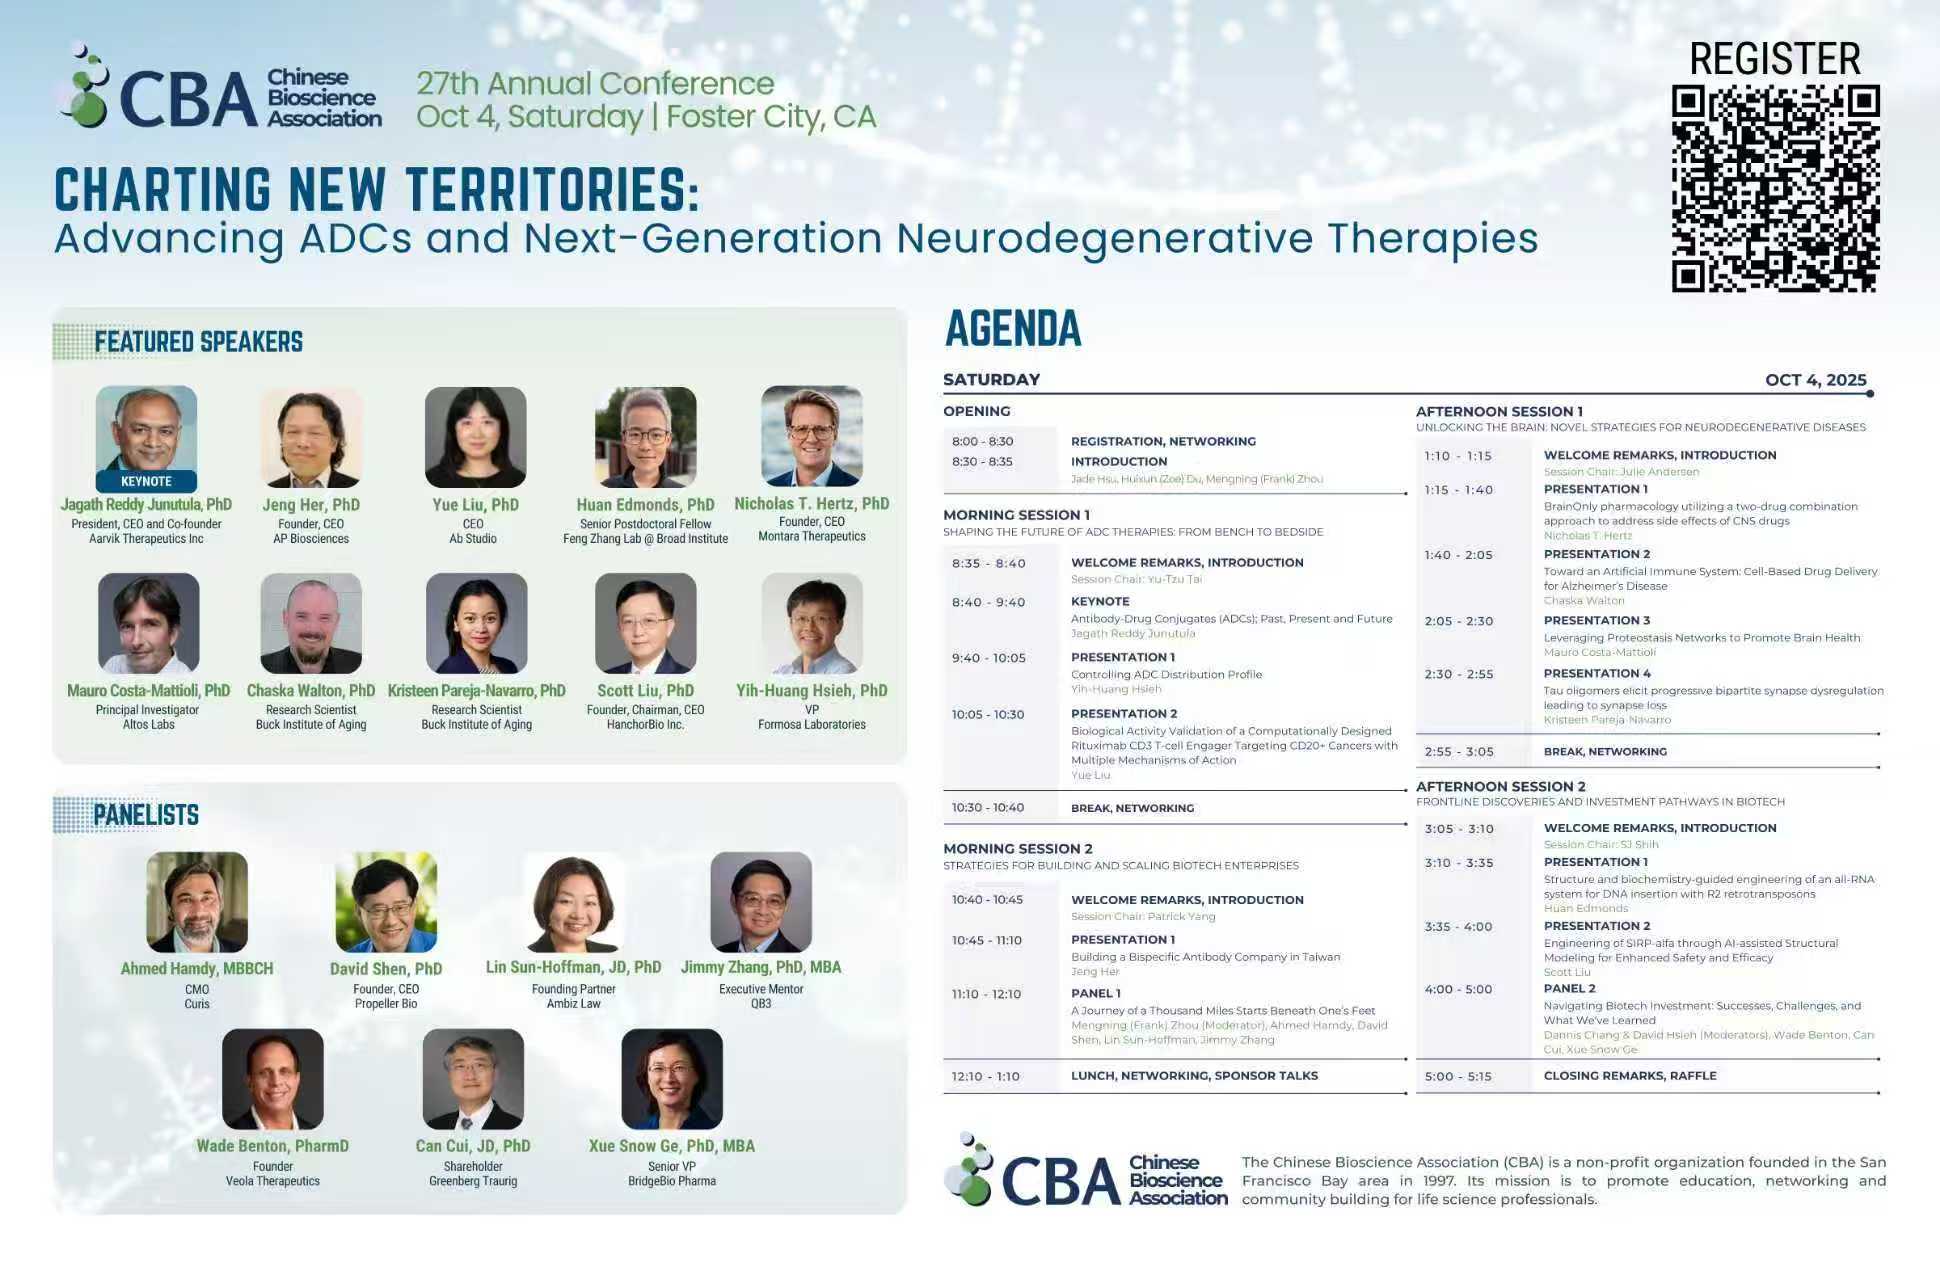 CBA Chinese
Bioscience
Association
27th Annual Conference
Oct 4, Saturday | Foster City, CA
REGISTER
CHARTING NEW TERRITORIES:
Advancing ADCs and Next-Generation Neurodegenerative Therapies
FEATURED SPEAKERS
KEYNOTE
Jagath Reddy Junutula, PhD
President, CEO and Co-founder
Aarvik Therapeutics Inc
Jeng Her, PhD
Founder, CEO
AP Biosciences
Yue Liu, PhD
CEO
Ab Studio
Huan Edmonds, PhD
Senior Postdoctoral Fellow
Feng Zhang Lab @ Broad Institute
Nicholas T. Hertz, PhD
Founder, CEO
Montara Therapeutics
Mauro Costa-Mattioli, PhD
Principal Investigator
Altos Labs
Chaska Walton, PhD
Research Scientist
Buck Institute of Aging
Kristeen Pareja-Navarro, PhD
Research Scientist
Buck Institute of Aging
Scott Liu, PhD
Founder, Chairman, CEO
HanchorBio Inc.
Yih-Huang Hsieh, PhD
VP
Formosa Laboratories
PANELISTS
Ahmed Hamdy, MBBCH
CMO
Curis
David Shen, PhD
Founder, CEO
Propeller Bio
Lin Sun-Hoffman, JD, PhD
Founding Partner
Ambiz Law
Jimmy Zhang, PhD, MBA
Executive Mentor
QB3
Wade Benton, PharmD
Founder
Veola Therapeutics
Can Cui, JD, PhD
Shareholder
Greenberg Traurig
Xue Snow Ge, PhD, MBA
Senior VP
BridgeBio Pharma
AGENDA
SATURDAY OCT 4, 2025
OPENING
8:00 - 8:30 REGISTRATION, NETWORKING
8:30 - 8:35 INTRODUCTION
Jade Hsu, Huixun (Zoe) Du, Mengning (Frank) Zhou
MORNING SESSION 1
SHAPING THE FUTURE OF ADC THERAPIES: FROM BENCH TO BEDSIDE
8:35 - 8:40 WELCOME REMARKS, INTRODUCTION
Session Chair: Yu-Tzu Tai
8:40 - 9:40 KEYNOTE
Antibody-Drug Conjugates (ADCs); Past, Present and Future
Jagath Reddy Junutula
9:40 - 10:05 PRESENTATION 1
Controlling ADC Distribution Profile
Yih-Huang Hsieh
10:05 - 10:30 PRESENTATION 2
Biological Activity Validation of a Computationally Designed
Rituximab CD3 T-cell Engager Targeting CD20+ Cancers with
Multiple Mechanisms of Action
Yue Liu
10:30 - 10:40 BREAK, NETWORKING
MORNING SESSION 2
STRATEGIES FOR BUILDING AND SCALING BIOTECH ENTERPRISES
10:40 - 10:45 WELCOME REMARKS, INTRODUCTION
Session Chair: Patrick Yang
10:45 - 11:10 PRESENTATION 1
Building a Bispecific Antibody Company in Taiwan
Jeng Her
11:10 - 12:10 PANEL 1
A Journey of a Thousand Miles Starts Beneath One's Feet
Mengning (Frank) Zhou (Moderator), Ahmed Hamdy, David
Shen, Lin Sun-Hoffman, Jimmy Zhang
12:10 - 1:10 LUNCH, NETWORKING, SPONSOR TALKS
AFTERNOON SESSION 1
UNLOCKING THE BRAIN: NOVEL STRATEGIES FOR NEURODEGENERATIVE DISEASES
1:10 - 1:15 WELCOME REMARKS, INTRODUCTION
Session Chair: Julie Andersen
1:15 - 1:40 PRESENTATION 1
BrainOnly pharmacology utilizing a two-drug combination
approach to address side effects of CNS drugs
Nicholas T. Hertz
1:40 - 2:05 PRESENTATION 2
Toward an Artificial Immune System: Cell-Based Drug Delivery
for Alzheimer's Disease
Chaska Walton
2:05 - 2:30 PRESENTATION 3
Leveraging Proteostasis Networks to Promote Brain Health
Mauro Costa-Mattioli
2:30 - 2:55 PRESENTATION 4
Tau oligomers elicit progressive bipartite synapse dysregulation
leading to synapse loss
Kristeen Pareja-Navarro
2:55 - 3:05 BREAK, NETWORKING
AFTERNOON SESSION 2
FRONTLINE DISCOVERIES AND INVESTMENT PATHWAYS IN BIOTECH
3:05 - 3:10 WELCOME REMARKS, INTRODUCTION
Session Chair: SJ Shih
3:10 - 3:35 PRESENTATION 1
Structure and biochemistry-guided engineering of an all-RNA
system for DNA insertion with R2 retrotransposons
Huan Edmonds
3:35 - 4:00 PRESENTATION 2
Engineering of SIRP-alfa through AI-assisted Structural
Modeling for Enhanced Safety and Efficacy
Scott Liu
4:00 - 5:00 PANEL 2
Navigating Biotech Investment: Successes, Challenges, and
What We've Learned
Dannis Chang & David Hsieh (Moderators), Wade Benton, Can
Cui, Xue Snow Ge
5:00 - 5:15 CLOSING REMARKS, RAFFLE
CBA Chinese
Bioscience
Association
The Chinese Bioscience Association (CBA) is a non-profit organization founded in the San
Francisco Bay area in 1997. Its mission is to promote education, networking and
community building for life science professionals.